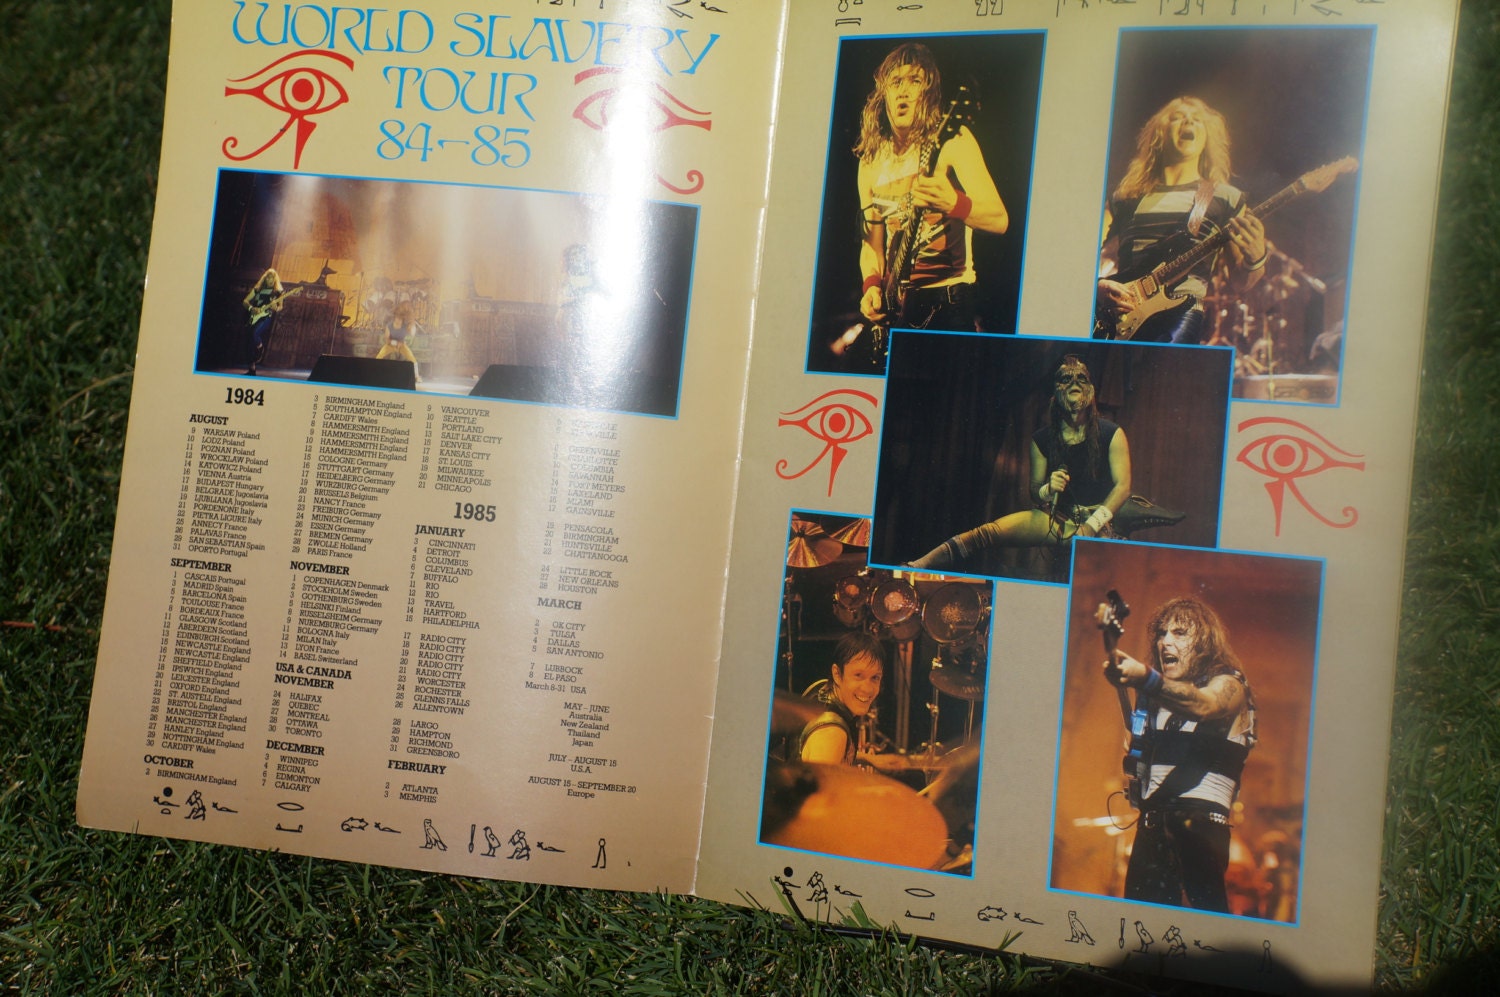 WORLD SLAVERY
TOUR
84-85
1984
AUGUST
9 WARSAW Poland
10 LODZ Poland
11 POZNAN Poland
12 WROCKLAW Poland
14 KATOWICZ Poland
16 VIENNA Austria
17 BUDAPEST Hungary
18 BELGRADE Jugoslavia
19 LJUBLIANA Jugoslavia
21 PORDENONE Italy
22 PIETRA LIGURE Italy
25 ANNECY France
26 PALAVAS France
29 SAN SEBASTIAN Spain
31 OPORTO Portugal
SEPTEMBER
1 CASCAIS Portugal
3 MADRID Spain
5 BARCELONA Spain
7 TOULOUSE France
8 BORDEAUX France
11 GLASGOW Scotland
12 ABERDEEN Scotland
13 EDINBURGH Scotland
15 NEWCASTLE England
16 NEWCASTLE England
17 SHEFFIELD England
18 IPSWICH England
20 LEICESTER England
21 OXFORD England
22 ST. AUSTELL England
23 BRISTOL England
25 MANCHESTER England
26 MANCHESTER England
27 HANLEY England
29 NOTTINGHAM England
30 CARDIFF Wales
OCTOBER
2 BIRMINGHAM England
3 BIRMINGHAM England
5 SOUTHAMPTON England
7 CARDIFF Wales
8 HAMMERSMITH England
9 HAMMERSMITH England
10 HAMMERSMITH England
12 HAMMERSMITH England
15 COLOGNE Germany
16 STUTTGART Germany
17 HEIDELBERG Germany
19 WURZBURG Germany
20 BRUSSELS Belgium
21 NANCY France
23 FREIBURG Germany
24 MUNICH Germany
26 ESSEN Germany
27 BREMEN Germany
28 ZWOLLE Holland
29 PARIS France
NOVEMBER
1 COPENHAGEN Denmark
2 STOCKHOLM Sweden
3 GOTHENBURG Sweden
5 HELSINKI Finland
8 RUSSELSHEIM Germany
9 NUREMBURG Germany
11 BOLOGNA Italy
12 MILAN Italy
13 LYON France
14 BASEL Switzerland
USA & CANADA
NOVEMBER
24 HALIFAX
26 QUEBEC
27 MONTREAL
28 OTTAWA
30 TORONTO
DECEMBER
3 WINNIPEG
4 REGINA
6 EDMONTON
7 CALGARY
9 VANCOUVER
10 SEATTLE
11 PORTLAND
13 SALT LAKE CITY
15 DENVER
17 KANSAS CITY
18 ST. LOUIS
19 MILWAUKEE
20 MINNEAPOLIS
21 CHICAGO
1985
JANUARY
3 CINCINNATI
4 DETROIT
5 COLUMBUS
6 CLEVELAND
7 BUFFALO
11 RIO
12 RIO
13 TRAVEL
14 HARTFORD
15 PHILADELPHIA
17 RADIO CITY
18 RADIO CITY
19 RADIO CITY
20 RADIO CITY
21 RADIO CITY
23 WORCESTER
24 ROCHESTER
25 GLENNS FALLS
26 ALLENTOWN
28 LARGO
29 HAMPTON
30 RICHMOND
31 GREENSBORO
FEBRUARY
2 ATLANTA
3 MEMPHIS
GREENVILLE
CHARLOTTE
COLUMBIA
SAVANNAH
FORT MEYERS
LAKELAND
MIAMI
GAINSVILLE
19 PENSACOLA
20 BIRMINGHAM
21 HUNTSVILLE
22 CHATTANOOGA
24 LITTLE ROCK
27 NEW ORLEANS
28 HOUSTON
MARCH
2 OK CITY
3 TULSA
4 DALLAS
5 SAN ANTONIO
7 LUBBOCK
8 EL PASO
March 8-31 USA
MAY – JUNE
Australia
New Zealand
Thailand
Japan
JULY – AUGUST 15
U.S.A.
AUGUST 15 – SEPTEMBER 20
Europe